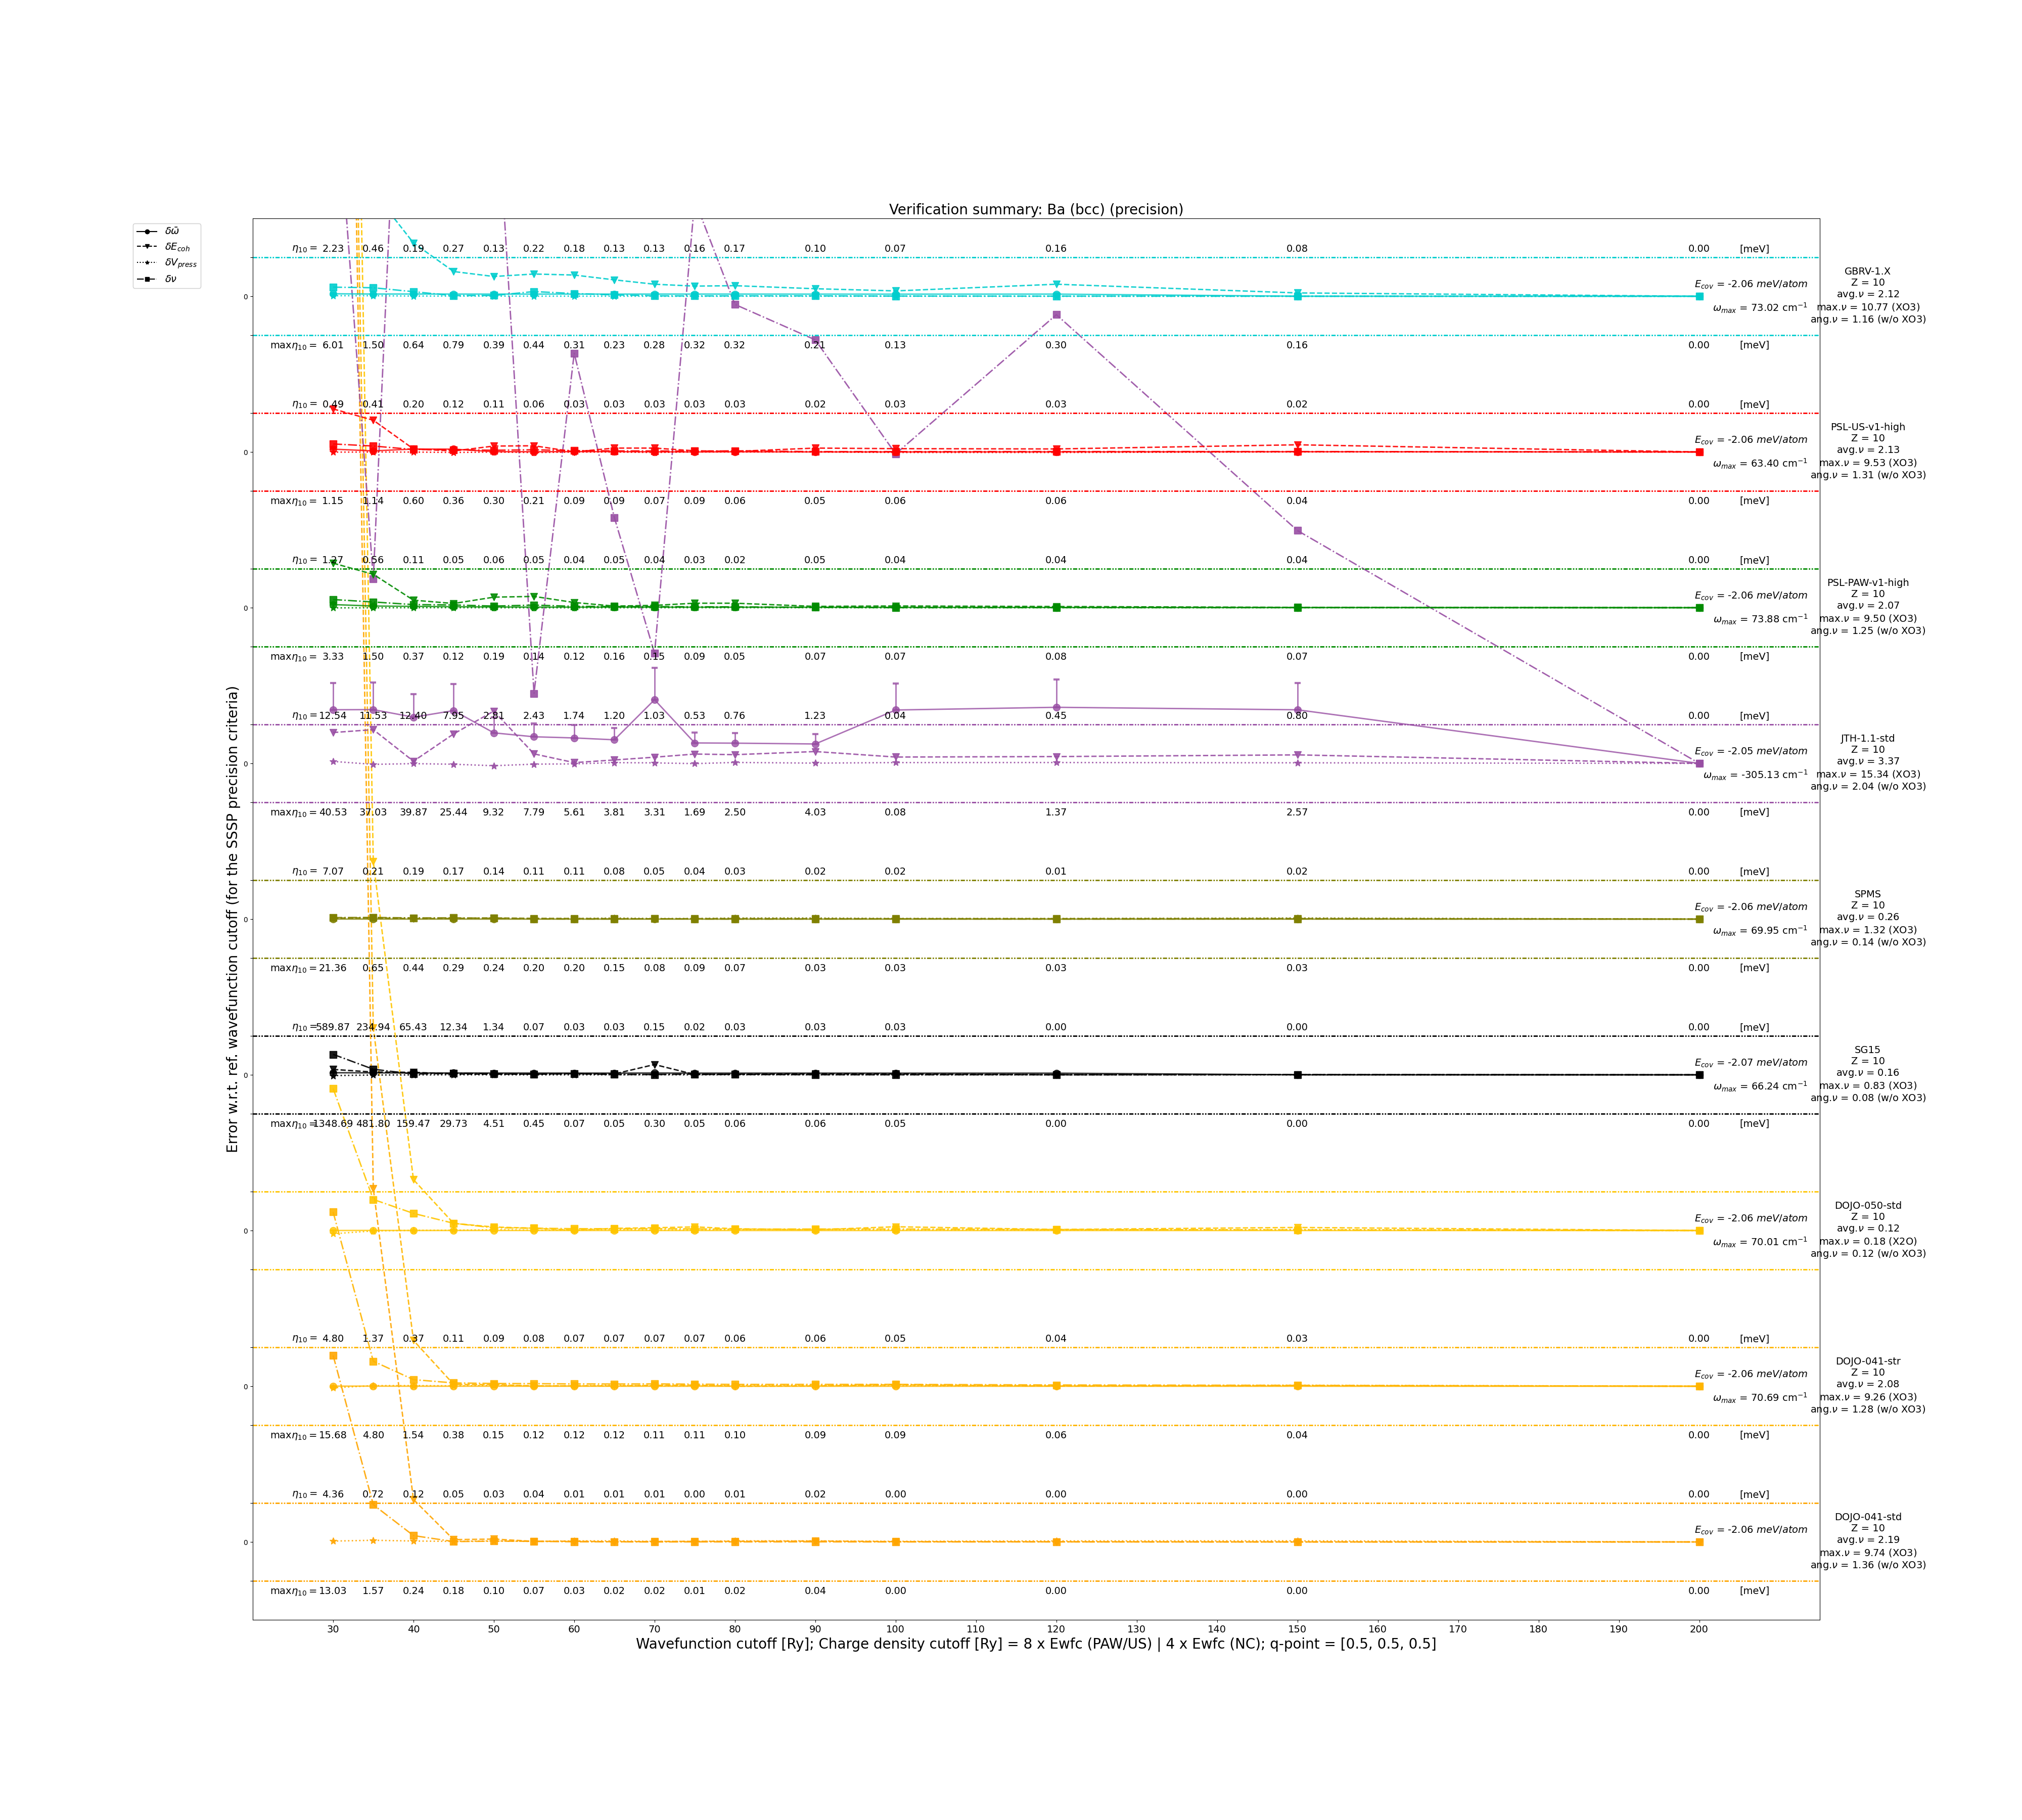 Verification summary: Ba (bcc) (precision)
δω̄
δE_coh
δV_press
δν
Error w.r.t. ref. wavefunction cutoff (for the SSSP precision criteria)
η10 = 2.23 0.46 0.19 0.27 0.13 0.22 0.18 0.13 0.13 0.16 0.17 0.10 0.07 0.16 0.08 0.00 [meV]
0
E_cov = -2.06 meV/atom
ω_max = 73.02 cm⁻¹
maxη10 = 6.01 1.50 0.64 0.79 0.39 0.44 0.31 0.23 0.28 0.32 0.32 0.21 0.13 0.30 0.16 0.00 [meV]
GBRV-1.X
Z = 10
avg.ν = 2.12
max.ν = 10.77 (XO3)
ang.ν = 1.16 (w/o XO3)
η10 = 0.49 0.41 0.20 0.12 0.11 0.06 0.03 0.03 0.03 0.03 0.03 0.02 0.03 0.03 0.02 0.00 [meV]
0
E_cov = -2.06 meV/atom
ω_max = 63.40 cm⁻¹
maxη10 = 1.15 1.14 0.60 0.36 0.30 0.21 0.09 0.09 0.07 0.09 0.06 0.05 0.06 0.06 0.04 0.00 [meV]
PSL-US-v1-high
Z = 10
avg.ν = 2.13
max.ν = 9.53 (XO3)
ang.ν = 1.31 (w/o XO3)
η10 = 1.27 0.56 0.11 0.05 0.06 0.05 0.04 0.05 0.04 0.03 0.02 0.05 0.04 0.04 0.04 0.00 [meV]
0
E_cov = -2.06 meV/atom
ω_max = 73.88 cm⁻¹
maxη10 = 3.33 1.50 0.37 0.12 0.19 0.14 0.12 0.16 0.15 0.09 0.05 0.07 0.07 0.08 0.07 0.00 [meV]
PSL-PAW-v1-high
Z = 10
avg.ν = 2.07
max.ν = 9.50 (XO3)
ang.ν = 1.25 (w/o XO3)
η10 = 12.54 11.53 12.40 7.95 2.81 2.43 1.74 1.20 1.03 0.53 0.76 1.23 0.04 0.45 0.80 0.00 [meV]
0
E_cov = -2.05 meV/atom
ω_max = -305.13 cm⁻¹
maxη10 = 40.53 37.03 39.87 25.44 9.32 7.79 5.61 3.81 3.31 1.69 2.50 4.03 0.08 1.37 2.57 0.00 [meV]
JTH-1.1-std
Z = 10
avg.ν = 3.37
max.ν = 15.34 (XO3)
ang.ν = 2.04 (w/o XO3)
η10 = 7.07 0.21 0.19 0.17 0.14 0.11 0.11 0.08 0.05 0.04 0.03 0.02 0.02 0.01 0.02 0.00 [meV]
0
E_cov = -2.06 meV/atom
ω_max = 69.95 cm⁻¹
maxη10 = 21.36 0.65 0.44 0.29 0.24 0.20 0.20 0.15 0.08 0.09 0.07 0.03 0.03 0.03 0.03 0.00 [meV]
SPMS
Z = 10
avg.ν = 0.26
max.ν = 1.32 (XO3)
ang.ν = 0.14 (w/o XO3)
η10 = 589.87 234.94 65.43 12.34 1.34 0.07 0.03 0.03 0.15 0.02 0.03 0.03 0.03 0.00 0.00 0.00 [meV]
0
E_cov = -2.07 meV/atom
ω_max = 66.24 cm⁻¹
maxη10 = 1348.69 481.80 159.47 29.73 4.51 0.45 0.07 0.05 0.30 0.05 0.06 0.06 0.05 0.00 0.00 0.00 [meV]
SG15
Z = 10
avg.ν = 0.16
max.ν = 0.83 (XO3)
ang.ν = 0.08 (w/o XO3)
0
E_cov = -2.06 meV/atom
ω_max = 70.01 cm⁻¹
DOJO-050-std
Z = 10
avg.ν = 0.12
max.ν = 0.18 (X2O)
ang.ν = 0.12 (w/o XO3)
η10 = 4.80 1.37 0.37 0.11 0.09 0.08 0.07 0.07 0.07 0.07 0.06 0.06 0.05 0.04 0.03 0.00 [meV]
0
E_cov = -2.06 meV/atom
ω_max = 70.69 cm⁻¹
maxη10 = 15.68 4.80 1.54 0.38 0.15 0.12 0.12 0.12 0.11 0.11 0.10 0.09 0.09 0.06 0.04 0.00 [meV]
DOJO-041-str
Z = 10
avg.ν = 2.08
max.ν = 9.26 (XO3)
ang.ν = 1.28 (w/o XO3)
η10 = 4.36 0.72 0.12 0.05 0.03 0.04 0.01 0.01 0.01 0.00 0.01 0.02 0.00 0.00 0.00 0.00 [meV]
0
E_cov = -2.06 meV/atom
maxη10 = 13.03 1.57 0.24 0.18 0.10 0.07 0.03 0.02 0.02 0.01 0.02 0.04 0.00 0.00 0.00 0.00 [meV]
DOJO-041-std
Z = 10
avg.ν = 2.19
max.ν = 9.74 (XO3)
ang.ν = 1.36 (w/o XO3)
30 40 50 60 70 80 90 100 110 120 130 140 150 160 170 180 190 200
Wavefunction cutoff [Ry]; Charge density cutoff [Ry] = 8 x Ewfc (PAW/US) | 4 x Ewfc (NC); q-point = [0.5, 0.5, 0.5]